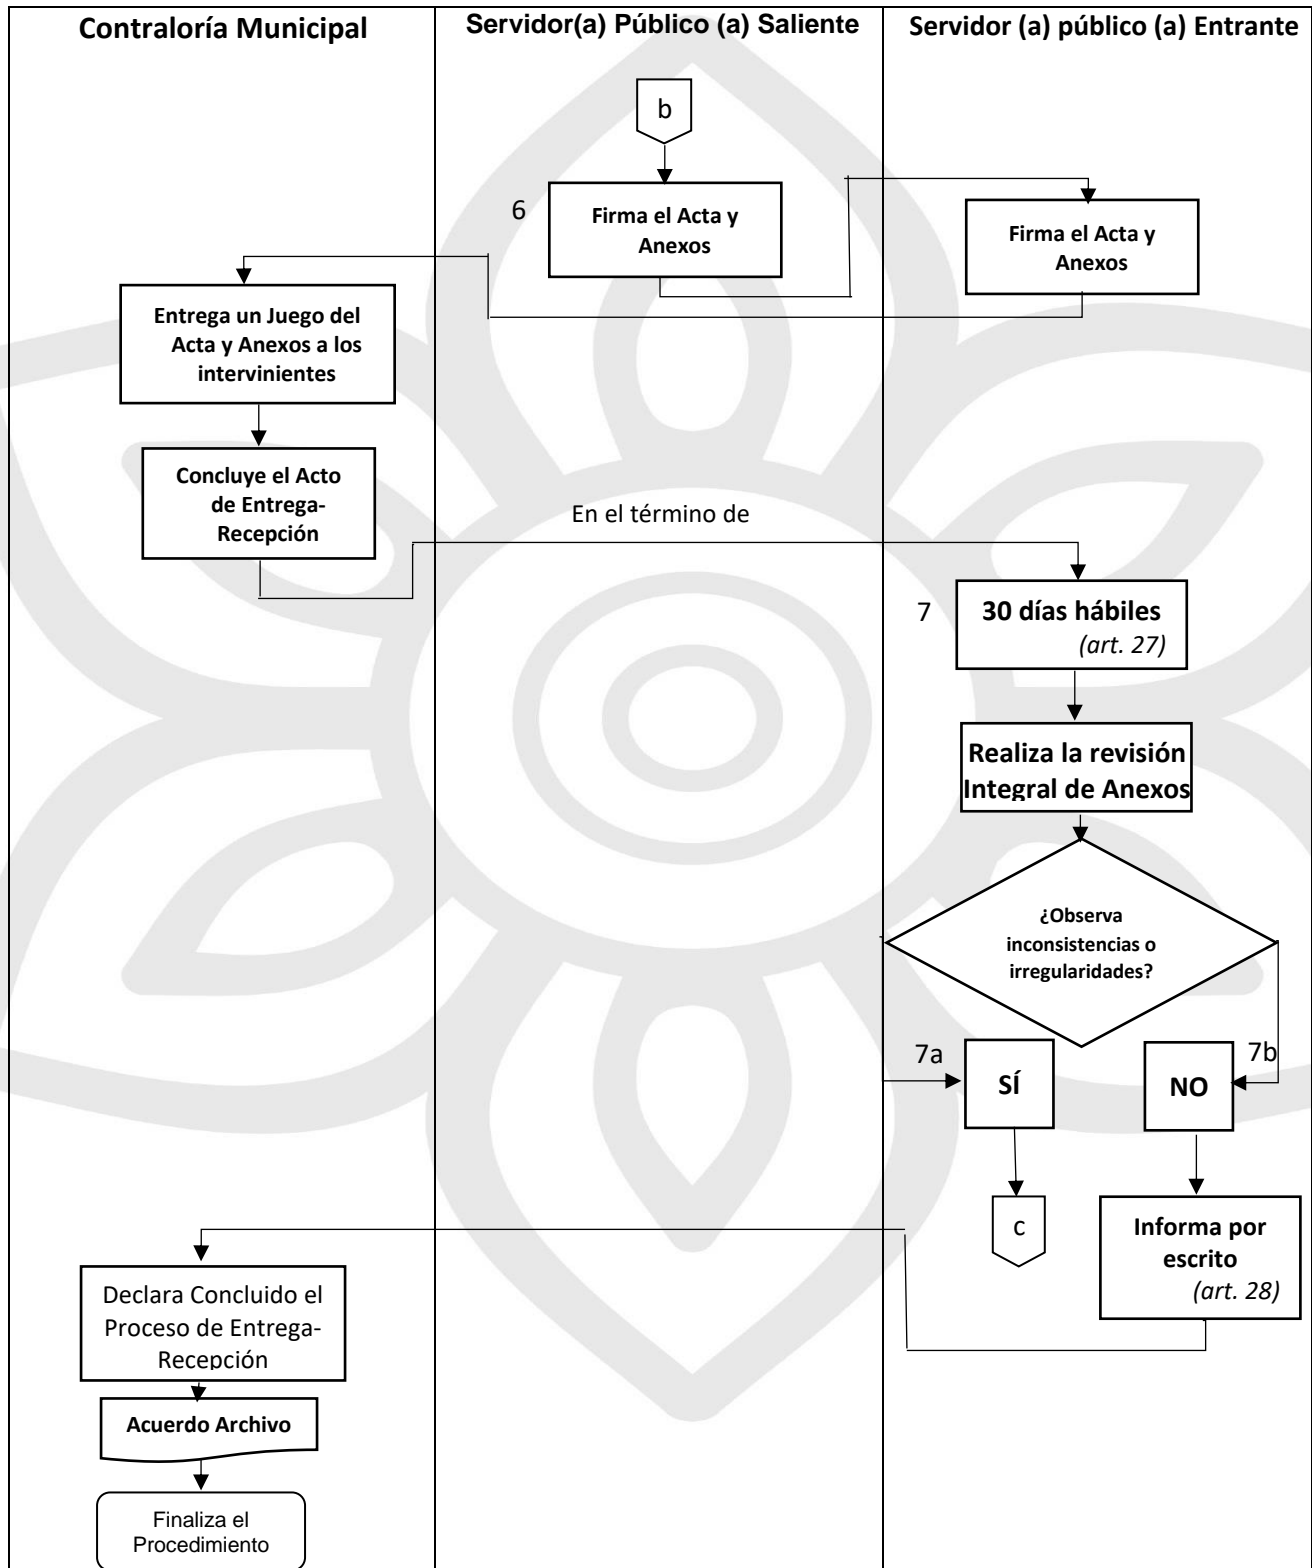 Contraloría Municipal
Servidor(a) Público (a) Saliente
Servidor (a) público (a) Entrante
b
6
Firma el Acta y
Anexos
Firma el Acta y
Anexos
Entrega un Juego del
Acta y Anexos a los
intervinientes
Concluye el Acto
de Entrega-
Recepción
En el término de
7
30 días hábiles
(art. 27)
Realiza la revisión
Integral de Anexos
¿Observa
inconsistencias o
irregularidades?
7a
SÍ
7b
NO
c
Informa por
escrito
(art. 28)
Declara Concluido el
Proceso de Entrega-
Recepción
Acuerdo Archivo
Finaliza el
Procedimiento